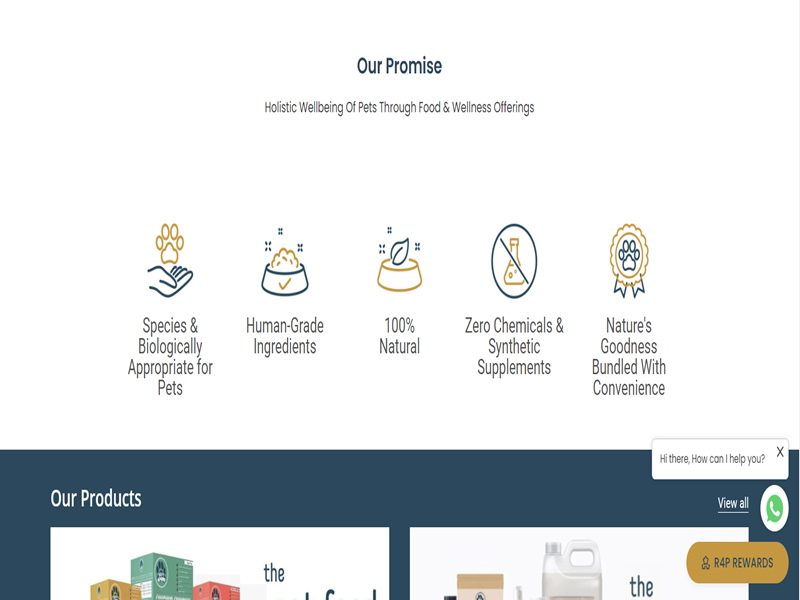 Our Promise
Holistic Wellbeing Of Pets Through Food & Wellness Offerings
Species &
Biologically
Appropriate for
Pets
Human-Grade
Ingredients
100%
Natural
Zero Chemicals &
Synthetic
Supplements
Nature's
Goodness
Bundled With
Convenience
Hi there, How can I help you?
X
Our Products
View all
R4P REWARDS
the
the